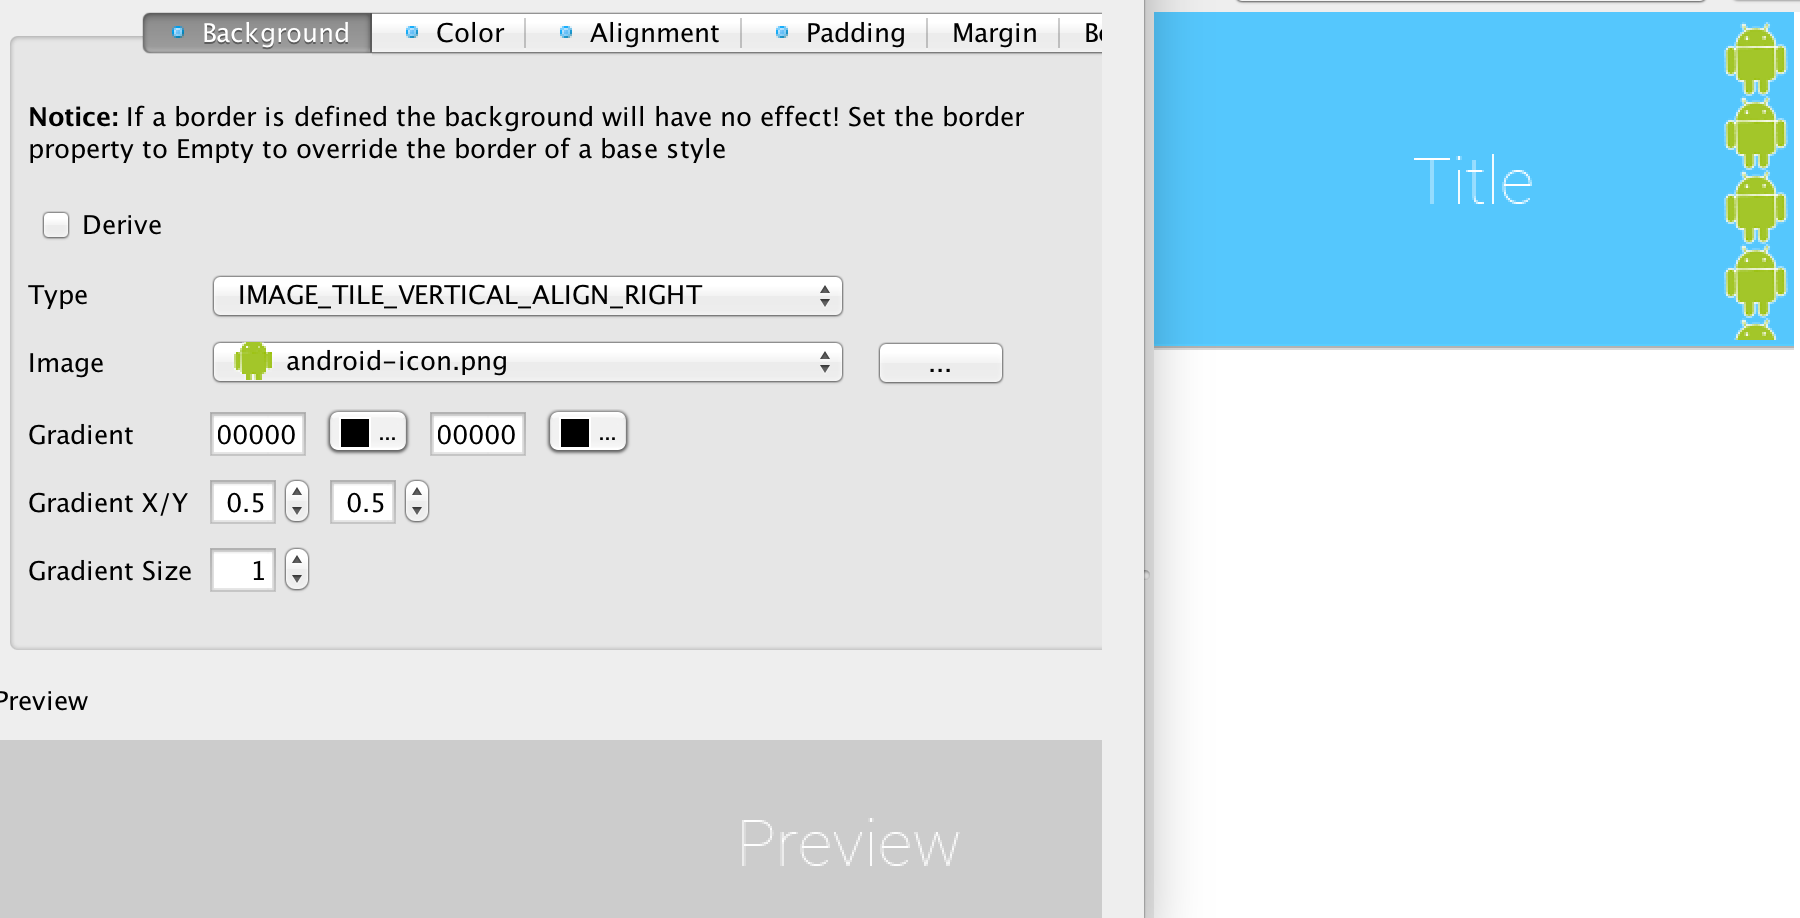 Background Color Alignment Padding Margin
Notice: If a border is defined the background will have no effect! Set the border
property to Empty to override the border of a base style
Derive
Type IMAGE_TILE_VERTICAL_ALIGN_RIGHT
Image android-icon.png ...
Gradient 00000 ... 00000 ...
Gradient X/Y 0.5 0.5
Gradient Size 1
Preview
Preview
Title